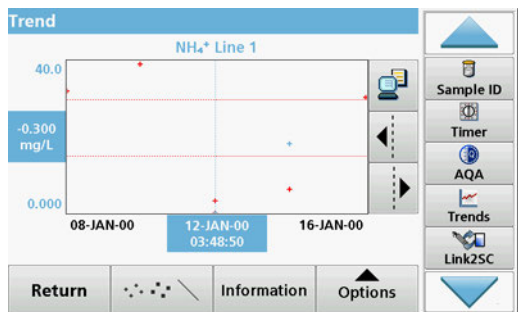 Trend
NH₄⁺ Line 1
40.0
-0.300
mg/L
0.000
08-JAN-00
12-JAN-00
03:48:50
16-JAN-00
Return
Information
Options
Sample ID
Timer
AQA
Trends
Link2SC